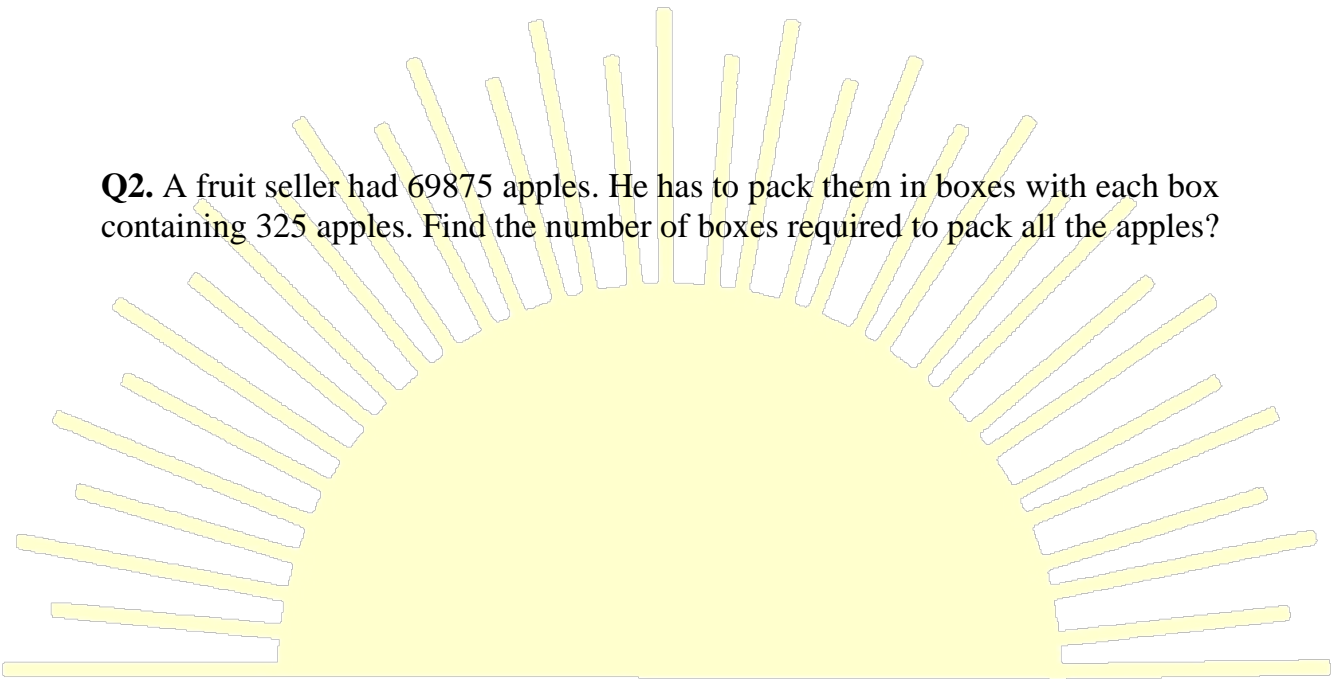 Q2. A fruit seller had 69875 apples. He has to pack them in boxes with each box
containing 325 apples. Find the number of boxes required to pack all the apples?